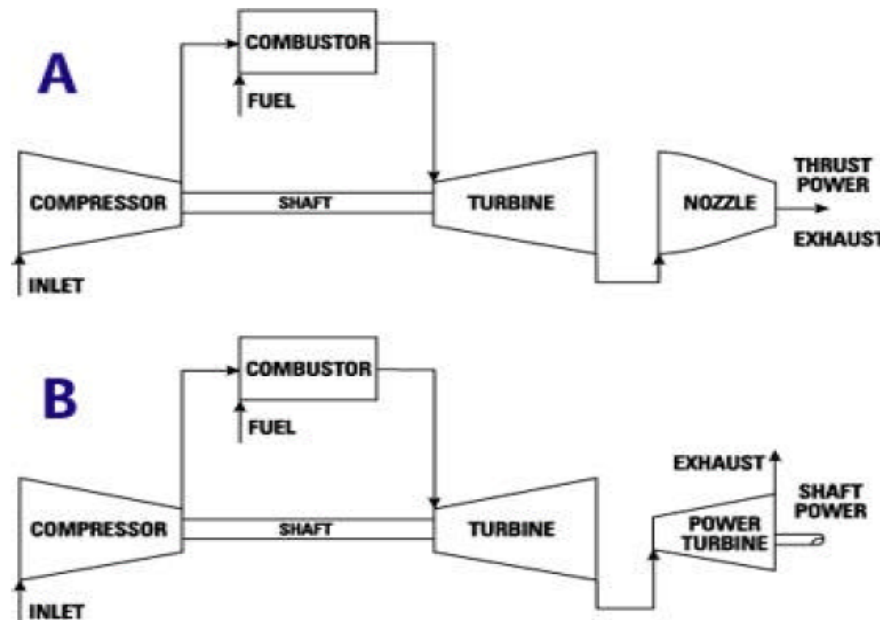 A
COMBUSTOR
FUEL
COMPRESSOR
SHAFT
TURBINE
NOZZLE
THRUST
POWER
EXHAUST
INLET
B
COMBUSTOR
FUEL
COMPRESSOR
SHAFT
TURBINE
EXHAUST
POWER
TURBINE
SHAFT
POWER
INLET